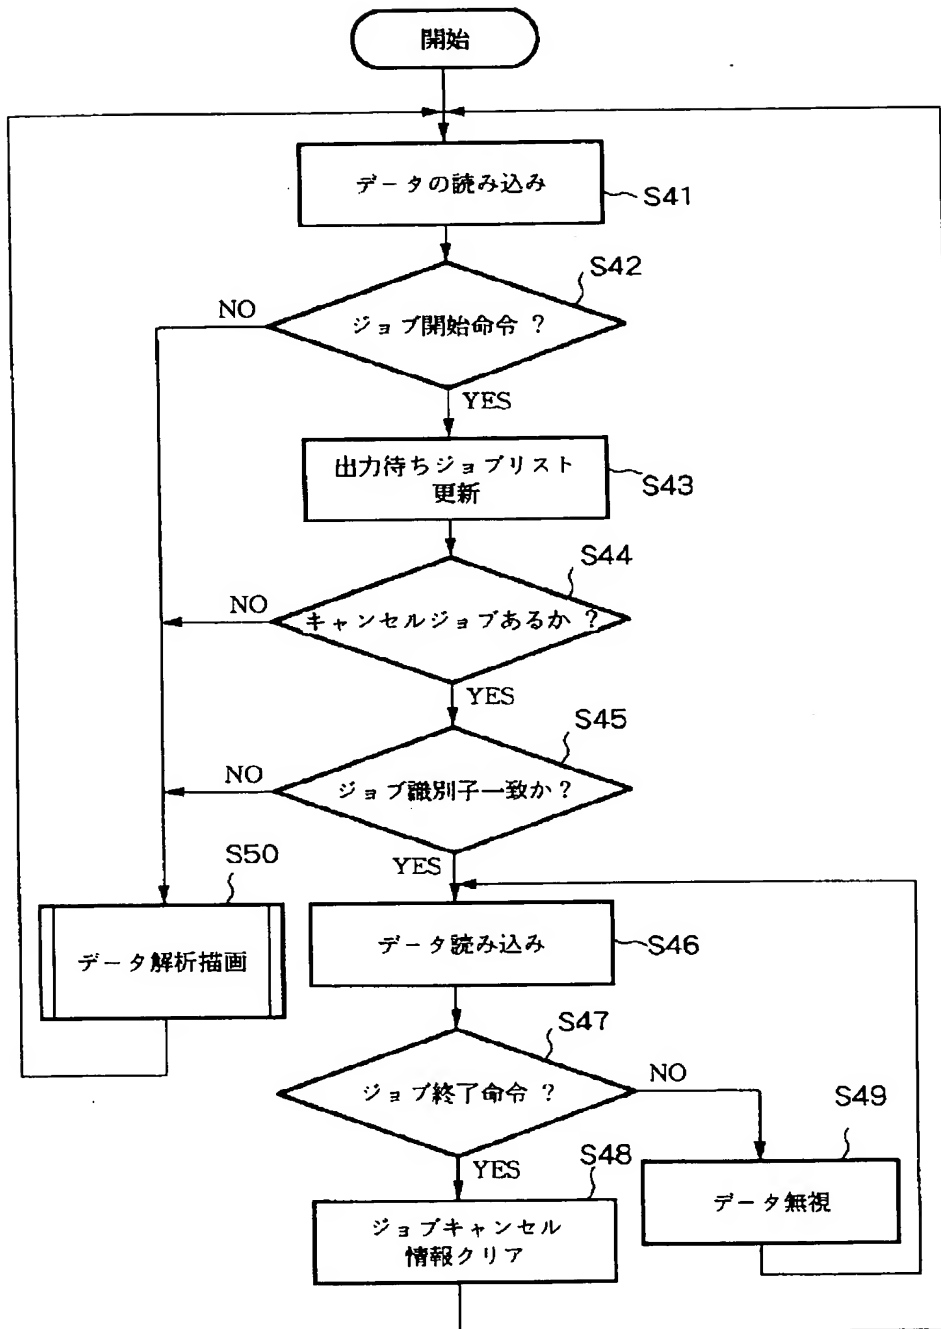 開始
データの読み込み
S41
S42
NO
ジョブ開始命令 ?
YES
出力待ちジョブリスト
更新
S43
S44
NO
キャンセルジョブあるか ?
YES
S45
NO
ジョブ識別子一致か ?
YES
S50
データ解析描画
データ読み込み
S46
S47
ジョブ終了命令 ?
NO
S49
YES
S48
データ無視
ジョブキャンセル
情報クリア